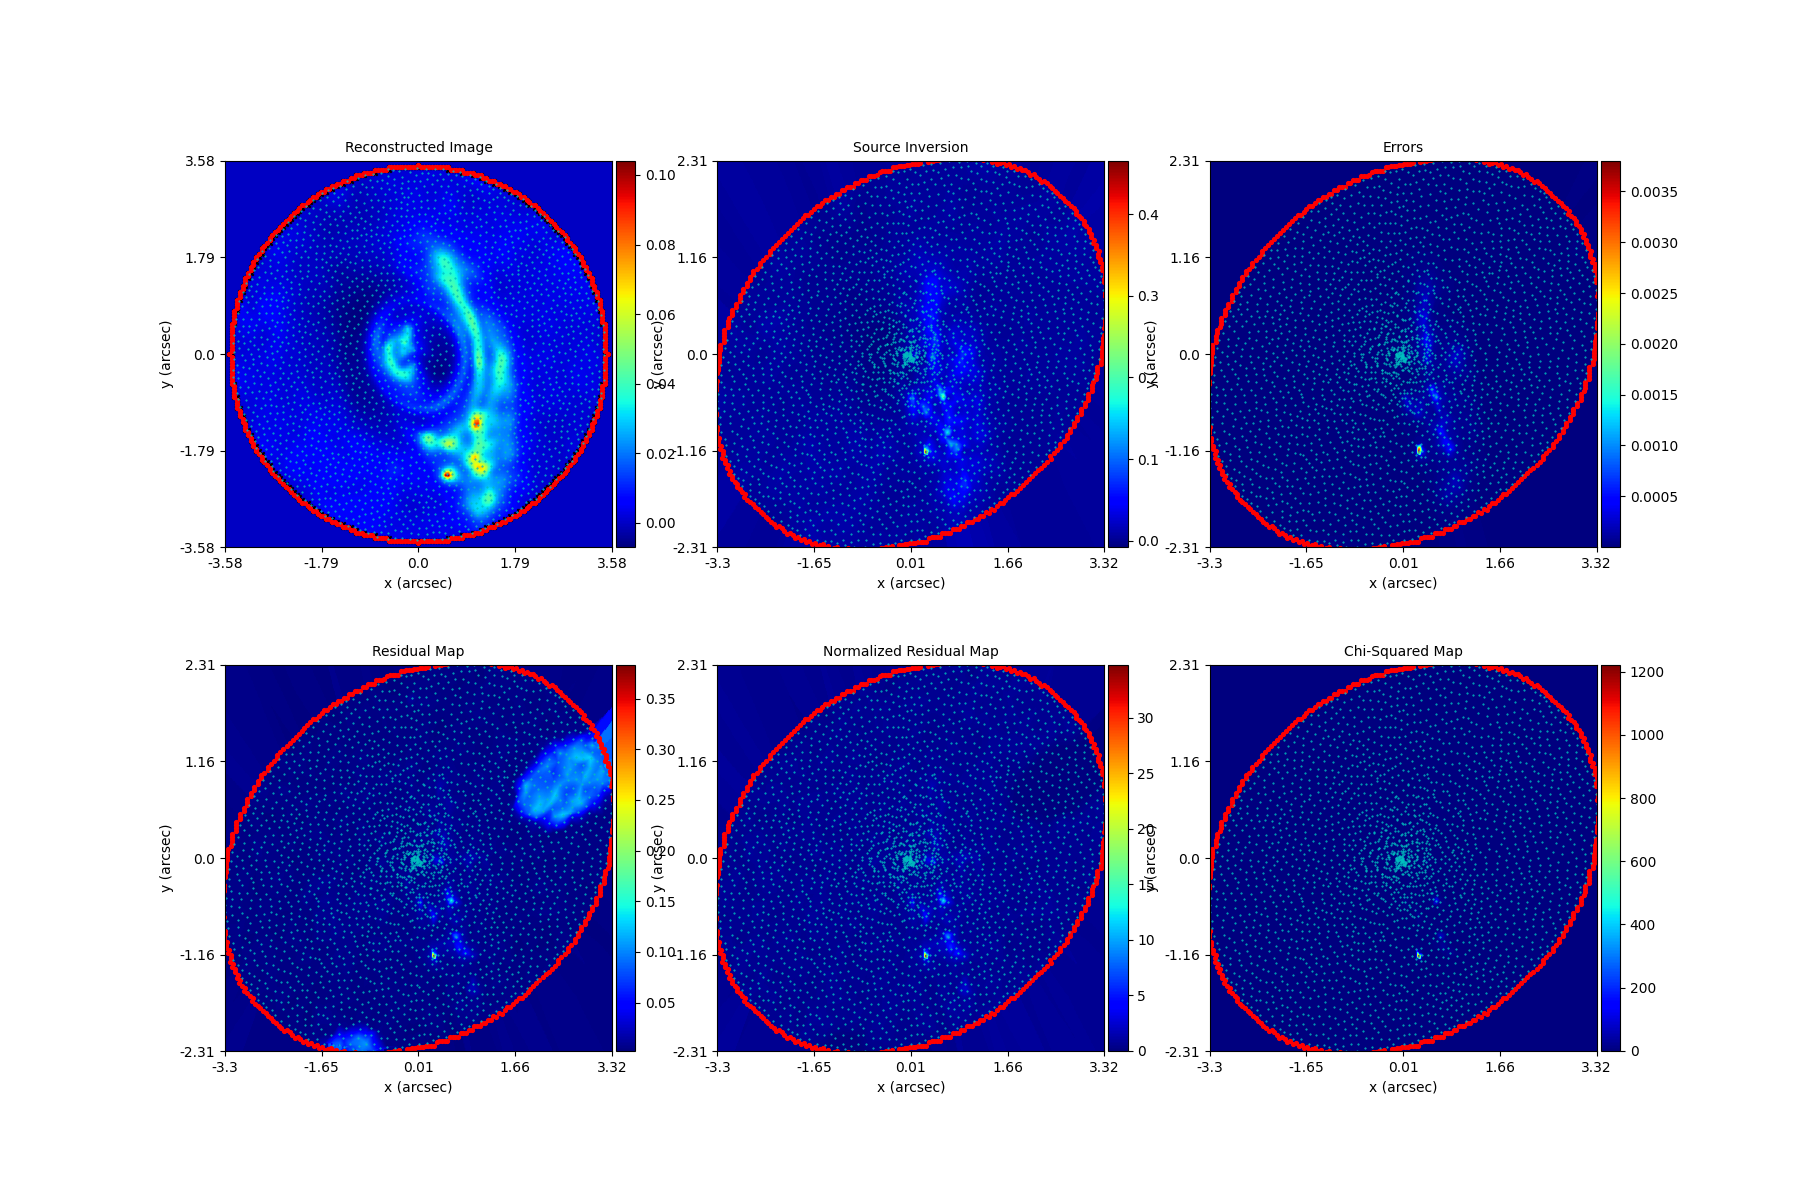 Reconstructed Image
3.58
1.79
0.0
-1.79
-3.58
y (arcsec)
-3.58 -1.79 0.0 1.79 3.58
x (arcsec)
0.10
0.08
0.06
0.04
0.02
0.00
Source Inversion
2.31
1.16
0.0
-1.16
-2.31
y (arcsec)
-3.3 -1.65 0.01 1.66 3.32
x (arcsec)
0.4
0.3
0.2
0.1
0.0
Errors
2.31
1.16
0.0
-1.16
-2.31
y (arcsec)
-3.3 -1.65 0.01 1.66 3.32
x (arcsec)
0.0035
0.0030
0.0025
0.0020
0.0015
0.0010
0.0005
Residual Map
2.31
1.16
0.0
-1.16
-2.31
y (arcsec)
-3.3 -1.65 0.01 1.66 3.32
x (arcsec)
0.35
0.30
0.25
0.20
0.15
0.10
0.05
Normalized Residual Map
2.31
1.16
0.0
-1.16
-2.31
y (arcsec)
-3.3 -1.65 0.01 1.66 3.32
x (arcsec)
30
25
20
15
10
5
0
Chi-Squared Map
2.31
1.16
0.0
-1.16
-2.31
y (arcsec)
-3.3 -1.65 0.01 1.66 3.32
x (arcsec)
1200
1000
800
600
400
200
0